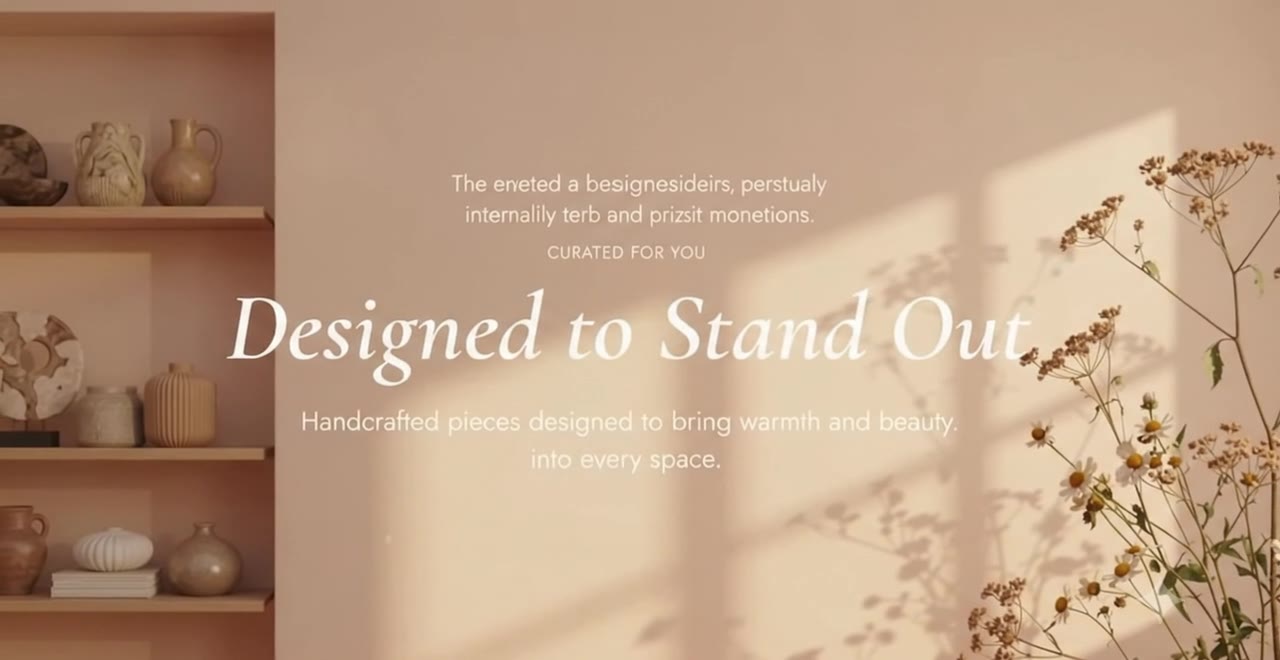 The eneted a besignesideirs, perstualy
internalily terb and prizsit monetions.
CURATED FOR YOU
Designed to Stand Out
Handcrafted pieces designed to bring warmth and beauty.
into every space.